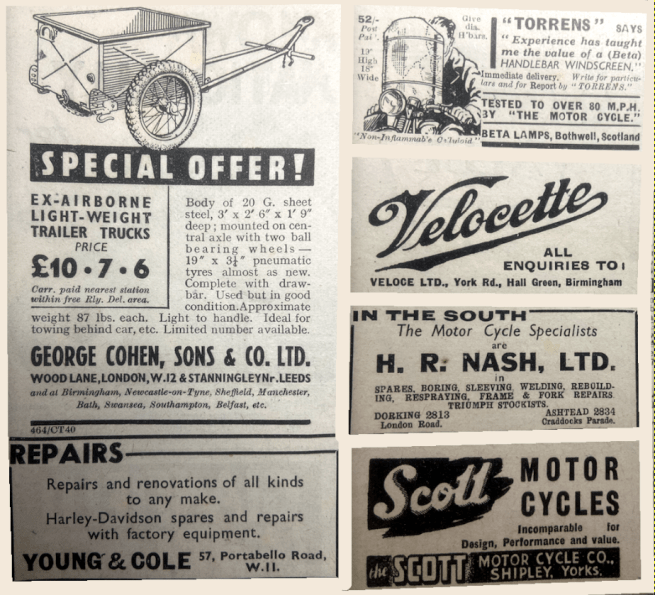 SPECIAL OFFER!
EX-AIRBORNE
LIGHT-WEIGHT
TRAILER TRUCKS
PRICE
£10·7·6
Carr. paid nearest station
within free Rly. Del. area.
Body of 20 G. sheet
steel, 3' x 2' 6" x 1' 9"
deep; mounted on cen-
tral axle with two ball
bearing wheels—
19" x 3¼" pneumatic
tyres almost as new.
Complete with draw-
bar. Used but in good
condition. Approximate
weight 87 lbs. each. Light to handle. Ideal for
towing behind car, etc. Limited number available.
GEORGE COHEN, SONS & CO. LTD.
WOOD LANE, LONDON, W.12 & STANNINGLEY Nr. LEEDS
and at Birmingham, Newcastle-on-Tyne, Sheffield, Manchester,
Bath, Swansea, Southampton, Belfast, etc.
464/CT40
REPAIRS
Repairs and renovations of all kinds
to any make.
Harley-Davidson spares and repairs
with factory equipment.
YOUNG & COLE 57, Portabello Road,
W.11.
52/-
Post
19"
High
18"
Wide
Give
dia.
H'bars.
"Non-Inflammab'e Ce'luloid"
"TORRENS" SAYS
"Experience has taught
me the value of a (Beta)
HANDLEBAR WINDSCREEN."
Immediate delivery. Write for particu-
lars and for Report by "TORRENS."
TESTED TO OVER 80 M.P.H.
BY "THE MOTOR CYCLE."
BETA LAMPS, Bothwell, Scotland
Velocette
ALL
ENQUIRIES TO:
VELOCE LTD., York Rd., Hall Green, Birmingham
IN THE SOUTH
The Motor Cycle Specialists
are
H. R. NASH, LTD.
in
SPARES, BORING, SLEEVING, WELDING, REBUILD-
ING, RESPRAYING, FRAME & FORK REPAIRS.
TRIUMPH STOCKISTS.
DORKING 2813 ASHTEAD 2834
London Road. Craddocks Parade.
Scott MOTOR
CYCLES
Incomparable for
Design, Performance and value.
the SCOTT MOTOR CYCLE CO.,
SHIPLEY, Yorks.